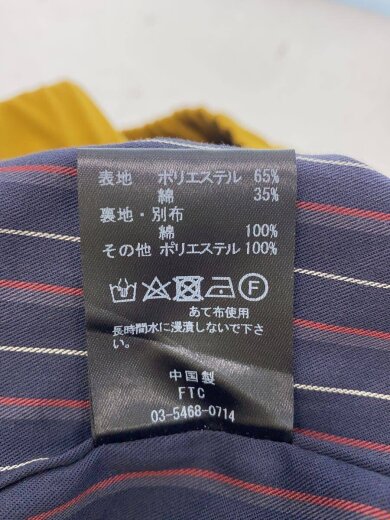 表地 ポリエステル 65%
綿 35%
裏地・別布
綿 100%
その他 ポリエステル 100%
F
あて布使用
長時間水に浸漬しないで下さ
い。
中国製
FTC
03-5468-0714